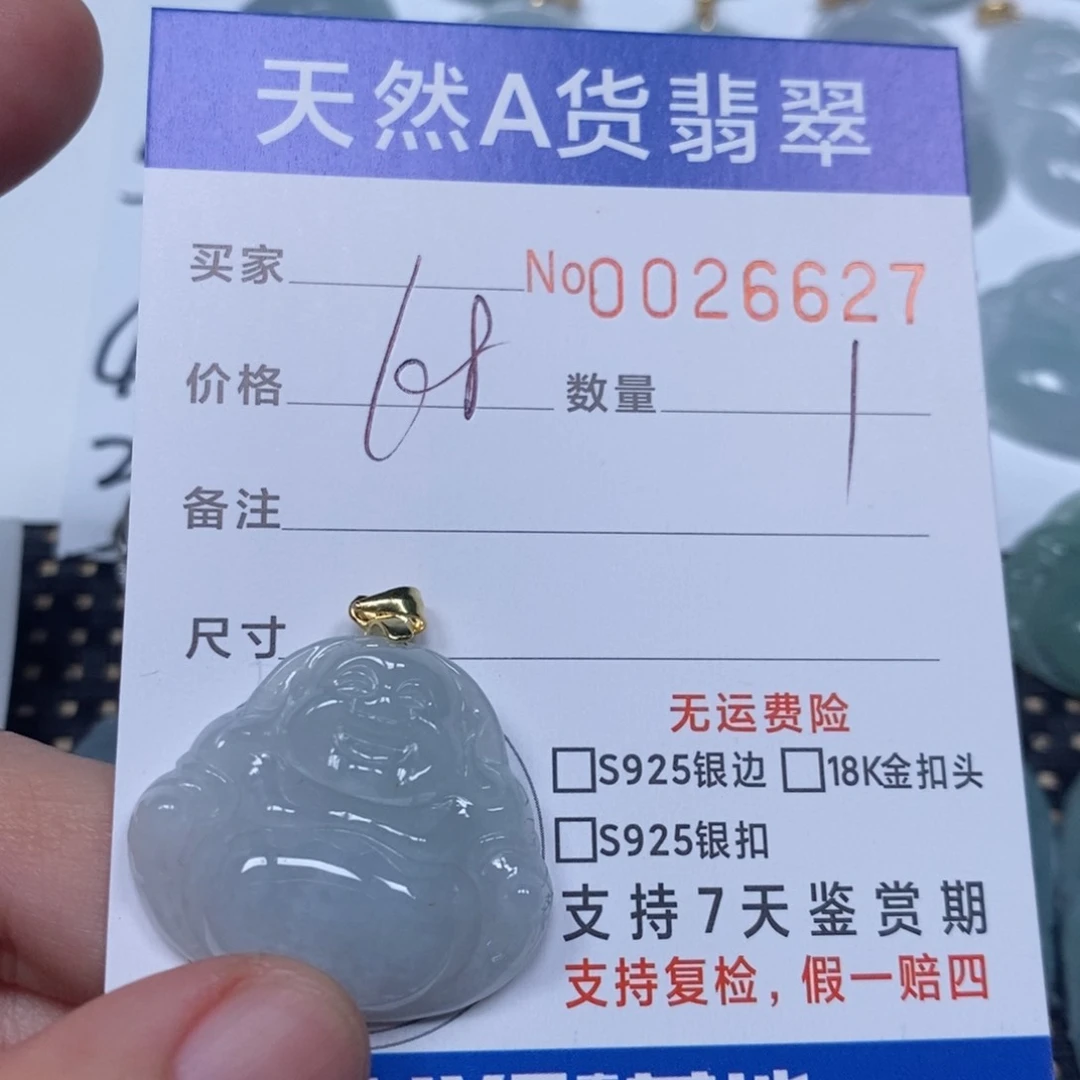 天然A货翡翠
买家 No0026627
价格 68 数量 1
备注
尺寸
无运费险
□S925银边 □18K金扣头
□S925银扣
支持7天鉴赏期
支持复检，假一赔四